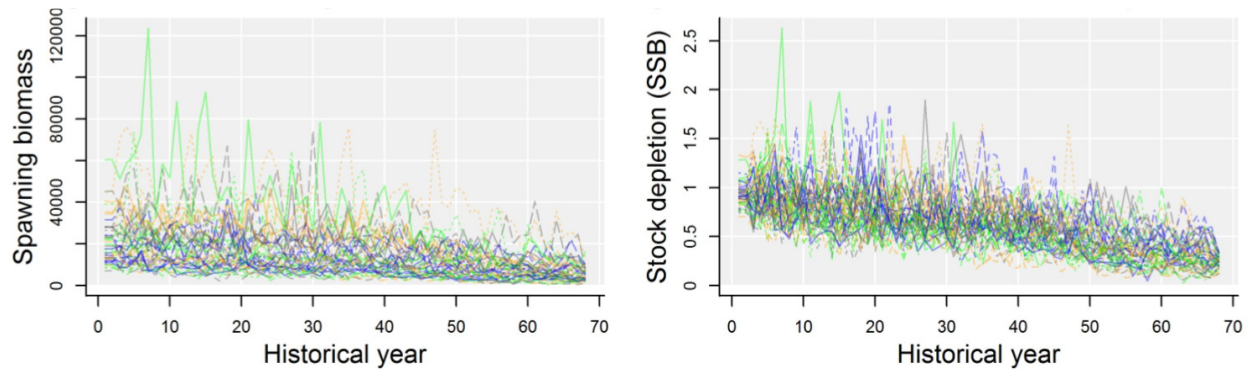 Spawning biomass
120000
80000
40000
0
0 10 20 30 40 50 60 70
Historical year
Stock depletion (SSB)
2.5
2
1.5
1
0.5
0
0 10 20 30 40 50 60 70
Historical year